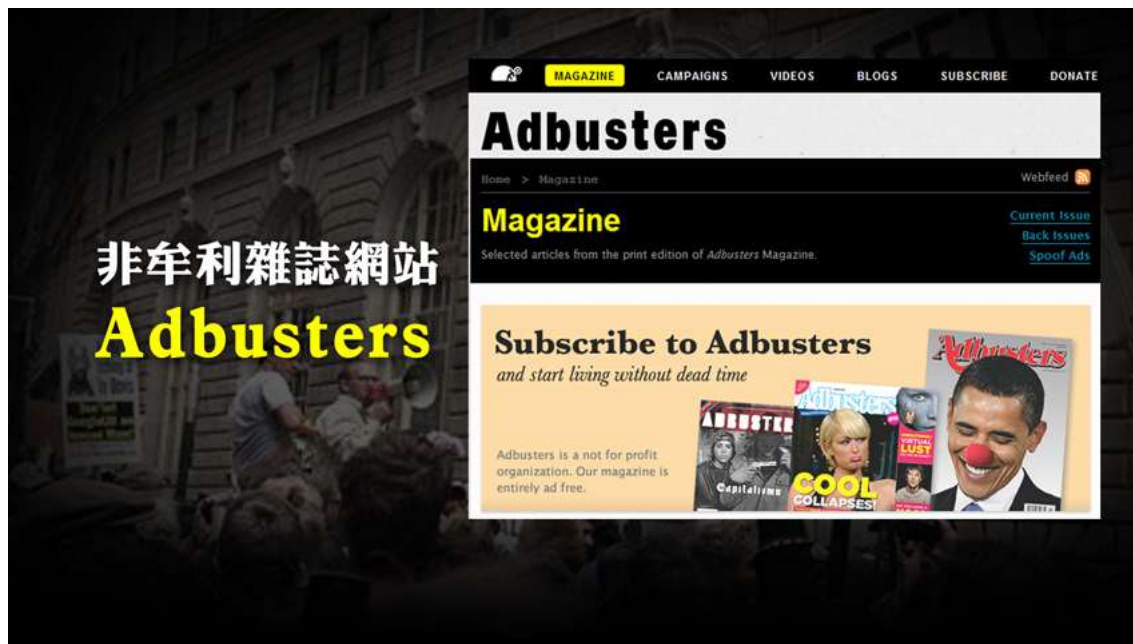 非牟利雜誌網站
Adbusters
MAGAZINE CAMPAIGNS VIDEOS BLOGS SUBSCRIBE DONATE
Adbusters
Home > Magazine
Webfeed
Magazine
Selected articles from the print edition of Adbusters Magazine.
Current Issue
Back Issues
Spoof Ads
Subscribe to Adbusters
and start living without dead time
Adbusters is a not for profit
organization. Our magazine is
entirely ad free.
Capitalismo
Adbusters
COOL
COLLAPSES!
VIRTUAL
LUST
Adbusters